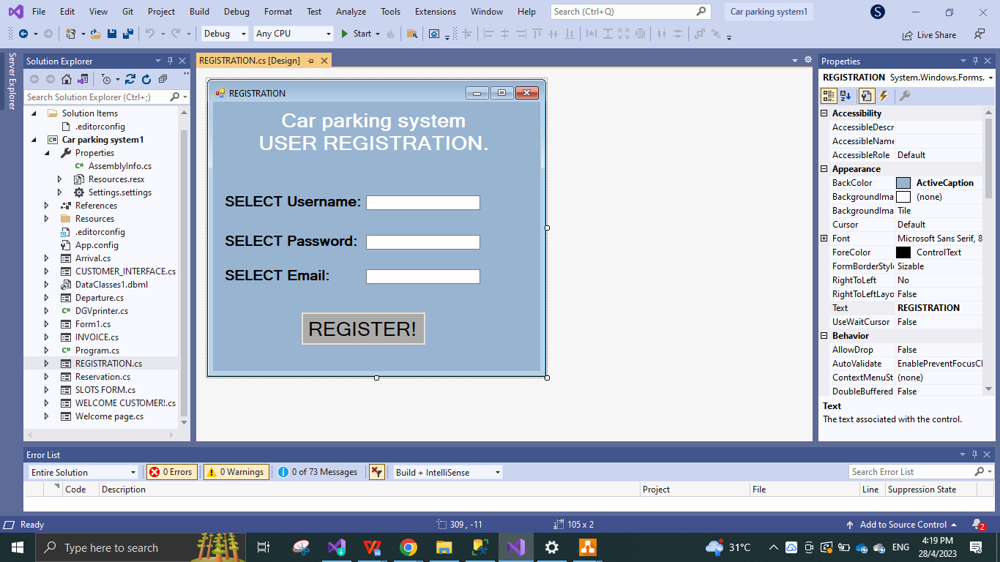 File Edit View Git Project Build Debug Format Test Analyze Tools Extensions Window Help Search (Ctrl+Q) Car parking system1 S
Debug Any CPU Start Live Share
Server Explorer
Solution Explorer
Search Solution Explorer (Ctrl+;)
Solution Items
.editorconfig
Car parking system1
Properties
AssemblyInfo.cs
Resources.resx
Settings.settings
References
Resources
.editorconfig
App.config
Arrival.cs
CUSTOMER_INTERFACE.cs
DataClasses1.dbml
Departure.cs
DGVprinter.cs
Form1.cs
INVOICE.cs
Program.cs
REGISTRATION.cs
Reservation.cs
SLOTS FORM.cs
WELCOME CUSTOMER!.cs
Welcome page.cs
REGISTRATION.cs [Design]
REGISTRATION
Car parking system
USER REGISTRATION.
SELECT Username:
SELECT Password:
SELECT Email:
REGISTER!
Properties
REGISTRATION System.Windows.Forms.
Accessibility
AccessibleDescr
AccessibleName
AccessibleRole Default
Appearance
BackColor ActiveCaption
BackgroundIma (none)
BackgroundIma Tile
Cursor Default
Font Microsoft Sans Serif, 8
ForeColor ControlText
FormBorderStyle Sizable
RightToLeft No
RightToLeftLayo False
Text REGISTRATION
UseWaitCursor False
Behavior
AllowDrop False
AutoValidate EnablePreventFocusCl
ContextMenuSt (none)
DoubleBuffered False
Text
The text associated with the control.
Error List
Entire Solution 0 Errors 0 Warnings 0 of 73 Messages Build + IntelliSense Search Error List
Code Description Project File Line Suppression State
Ready 309 , -11 105 x 2 Add to Source Control 2
Type here to search 31°C ENG 4:19 PM
28/4/2023